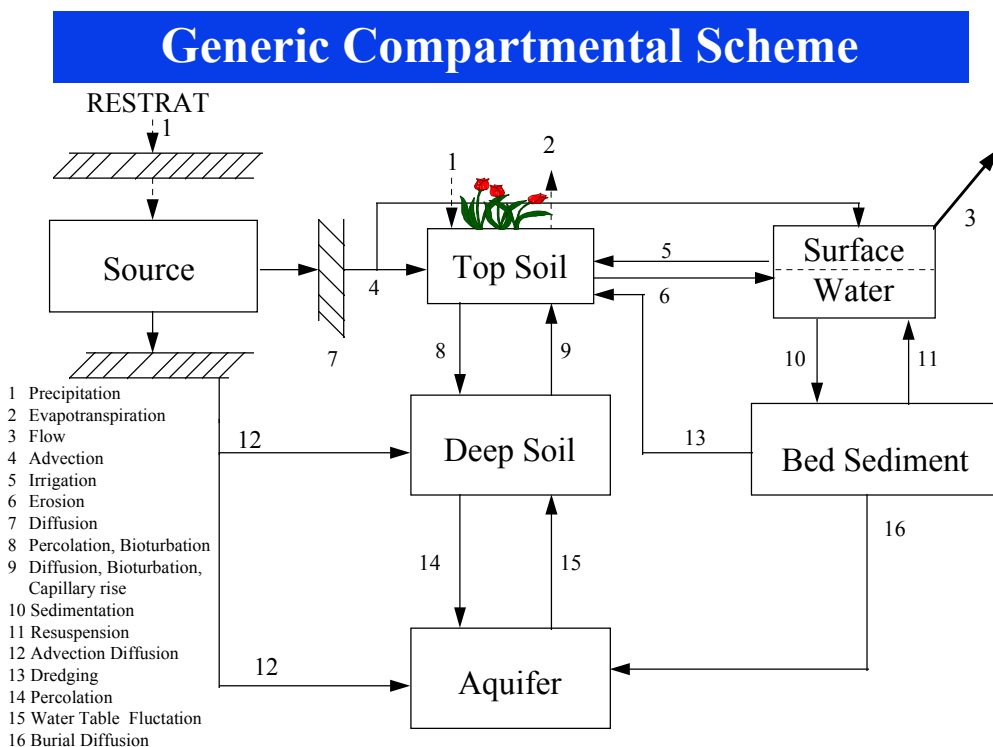 Generic Compartmental Scheme
RESTRAT
1
1
2
3
Source
Top Soil
Surface
Water
4
5
6
7
8
9
10
11
12
Deep Soil
13
Bed Sediment
14
15
16
12
Aquifer
1 Precipitation
2 Evapotranspiration
3 Flow
4 Advection
5 Irrigation
6 Erosion
7 Diffusion
8 Percolation, Bioturbation
9 Diffusion, Bioturbation,
Capillary rise
10 Sedimentation
11 Resuspension
12 Advection Diffusion
13 Dredging
14 Percolation
15 Water Table Fluctation
16 Burial Diffusion